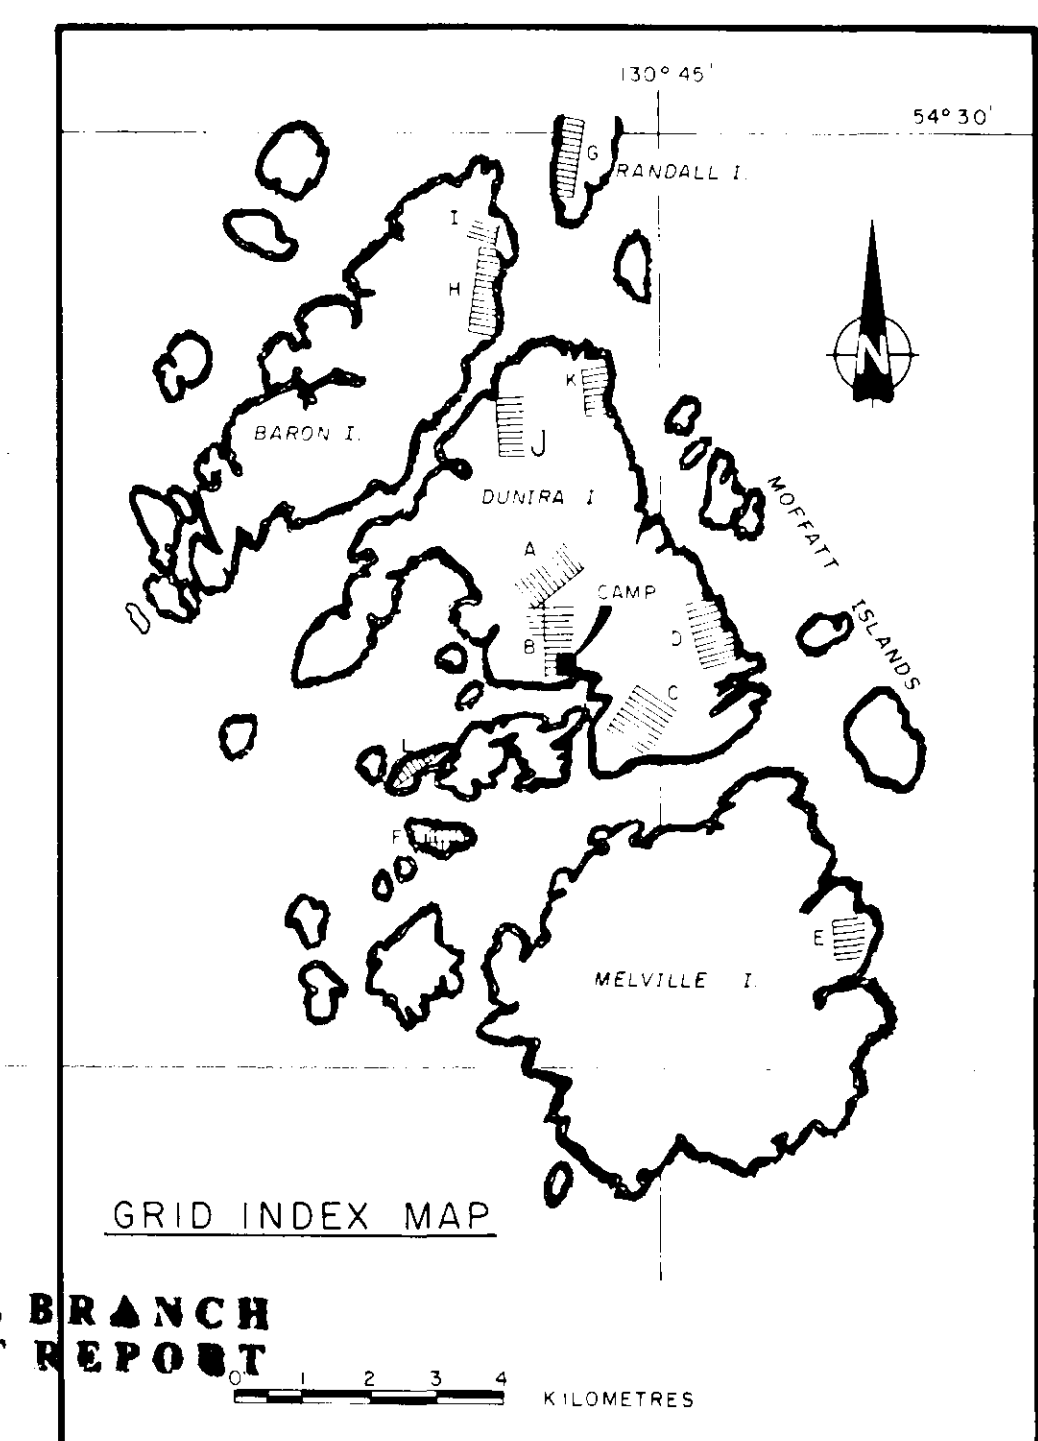 130° 45'
54° 30'
G
RANDALL I.
I
H
N
K
BARON I.
J
DUNIRA I
MOFFATT ISLANDS
A
CAMP
B
D
C
L
F
E
MELVILLE I.
GRID INDEX MAP
BRANCH
REPORT
0 1 2 3 4
KILOMETRES